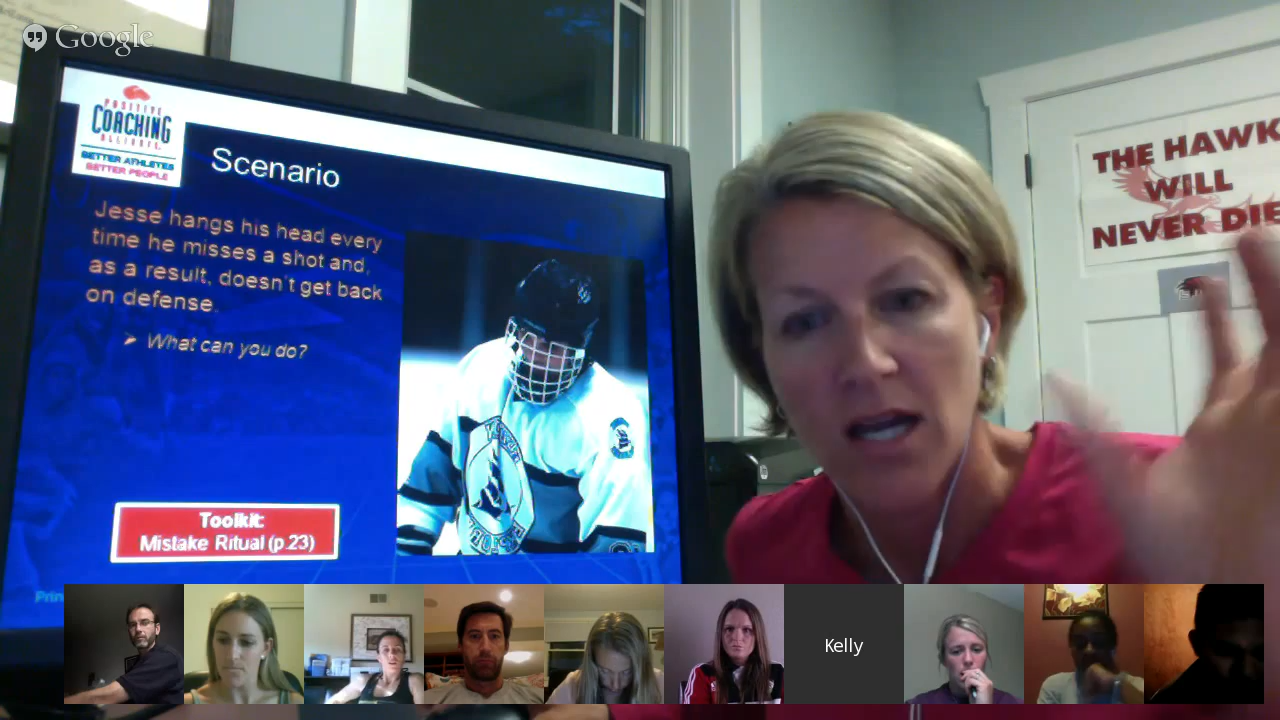 Google
POSITIVE
COACHING
ALLIANCE
BETTER ATHLETES
BETTER PEOPLE
Scenario
Jesse hangs his head every
time he misses a shot and,
as a result, doesn't get back
on defense.
➢ What can you do?
Toolkit:
Mistake Ritual (p.23)
THE HAWK
WILL
NEVER DIE
Kelly